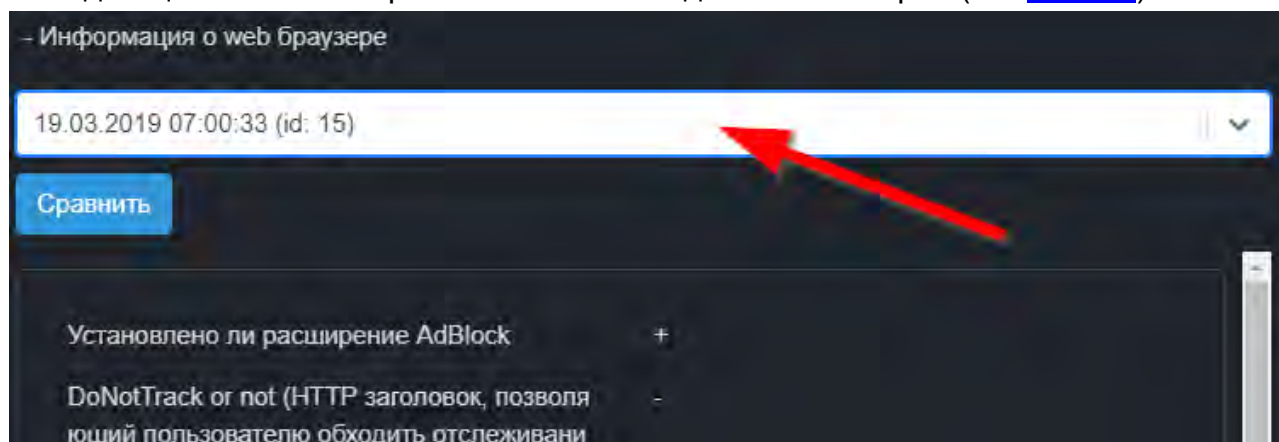 - Информация о web браузере
19.03.2019 07:00:33 (id: 15)
Сравнить
Установлено ли расширение AdBlock +
DoNotTrack or not (HTTP заголовок, позволя -
ющий пользователю обходить отслеживани